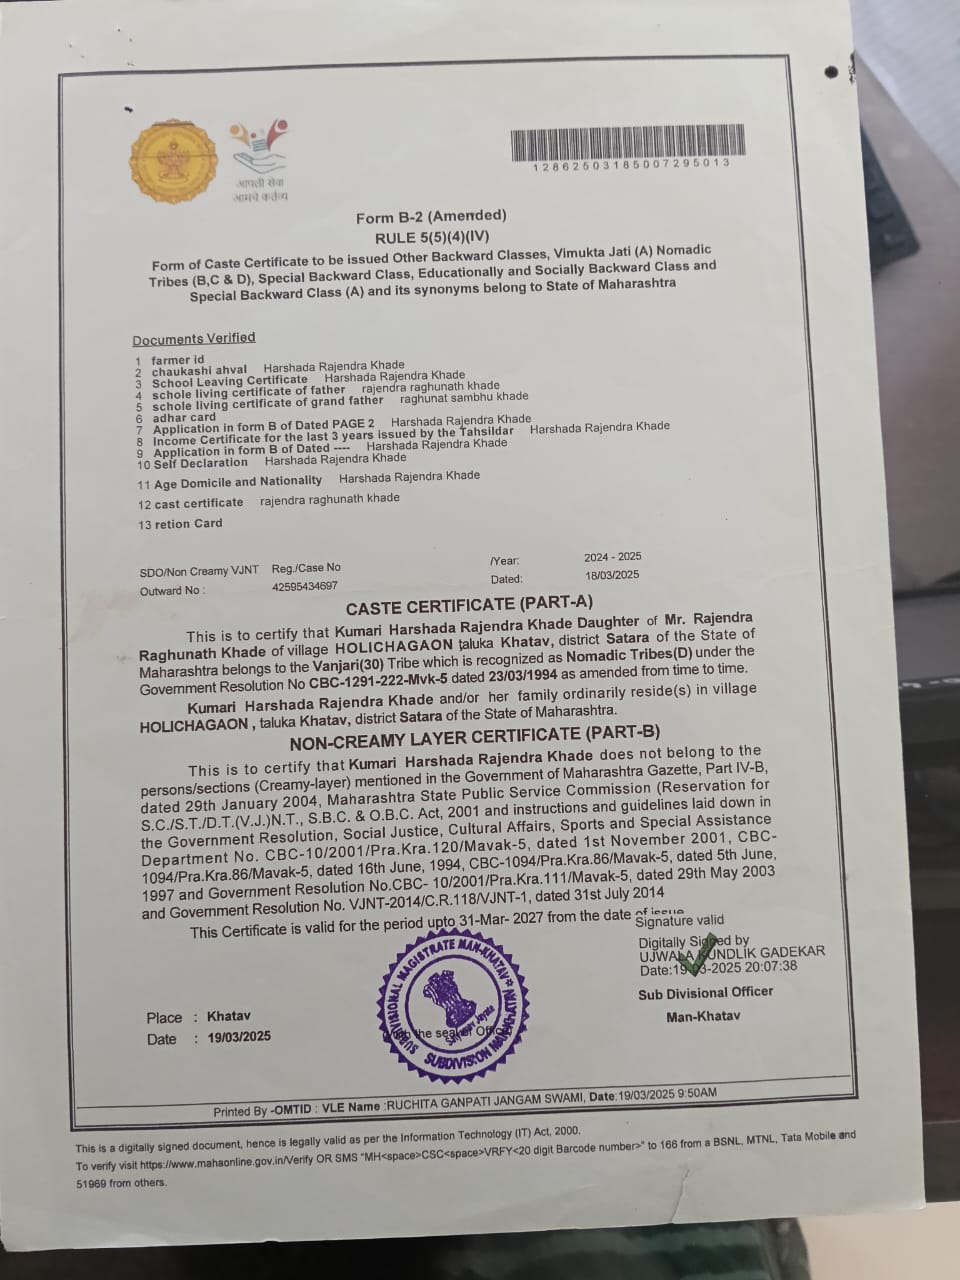 आपली सेवा
आमचे कर्तव्य
12862503185007295013
Form B-2 (Amended)
RULE 5(5)(4)(IV)
Form of Caste Certificate to be issued Other Backward Classes, Vimukta Jati (A) Nomadic
Tribes (B,C & D), Special Backward Class, Educationally and Socially Backward Class and
Special Backward Class (A) and its synonyms belong to State of Maharashtra
Documents Verified
1 farmer id
2 chaukashi ahval Harshada Rajendra Khade
3 School Leaving Certificate Harshada Rajendra Khade
4 schole living certificate of father rajendra raghunath khade
5 schole living certificate of grand father raghunat sambhu khade
6 adhar card
7 Application in form B of Dated PAGE 2 Harshada Rajendra Khade
8 Income Certificate for the last 3 years issued by the Tahsildar Harshada Rajendra Khade
9 Application in form B of Dated ---- Harshada Rajendra Khade
10 Self Declaration Harshada Rajendra Khade
11 Age Domicile and Nationality Harshada Rajendra Khade
12 cast certificate rajendra raghunath khade
13 retion Card
SDO/Non Creamy VJNT Reg./Case No /Year: 2024 - 2025
Outward No : 42595434697 Dated: 18/03/2025
CASTE CERTIFICATE (PART-A)
This is to certify that Kumari Harshada Rajendra Khade Daughter of Mr. Rajendra
Raghunath Khade of village HOLICHAGAON taluka Khatav, district Satara of the State of
Maharashtra belongs to the Vanjari(30) Tribe which is recognized as Nomadic Tribes(D) under the
Government Resolution No CBC-1291-222-Mvk-5 dated 23/03/1994 as amended from time to time.
Kumari Harshada Rajendra Khade and/or her family ordinarily reside(s) in village
HOLICHAGAON , taluka Khatav, district Satara of the State of Maharashtra.
NON-CREAMY LAYER CERTIFICATE (PART-B)
This is to certify that Kumari Harshada Rajendra Khade does not belong to the
persons/sections (Creamy-layer) mentioned in the Government of Maharashtra Gazette, Part IV-B,
dated 29th January 2004, Maharashtra State Public Service Commission (Reservation for
S.C./S.T./D.T.(V.J.)N.T., S.B.C. & O.B.C. Act, 2001 and instructions and guidelines laid down in
the Government Resolution, Social Justice, Cultural Affairs, Sports and Special Assistance
Department No. CBC-10/2001/Pra.Kra.120/Mavak-5, dated 1st November 2001, CBC-
1094/Pra.Kra.86/Mavak-5, dated 16th June, 1994, CBC-1094/Pra.Kra.86/Mavak-5, dated 5th June,
1997 and Government Resolution No.CBC- 10/2001/Pra.Kra.111/Mavak-5, dated 29th May 2003
and Government Resolution No. VJNT-2014/C.R.118/VJNT-1, dated 31st July 2014
This Certificate is valid for the period upto 31-Mar- 2027 from the date of issue
Signature valid
Digitally Signed by
UJWALA KUNDLIK GADEKAR
Date:19-03-2025 20:07:38
Sub Divisional Officer
Man-Khatav
SUBDIVISIONAL MAGISTRATE MAN-KHATAV
SUBDIVISION MAN-KHATAV
the seal of Offic
Place : Khatav
Date : 19/03/2025
Printed By -OMTID : VLE Name :RUCHITA GANPATI JANGAM SWAMI, Date:19/03/2025 9:50AM
This is a digitally signed document, hence is legally valid as per the Information Technology (IT) Act, 2000.
To verify visit https://www.mahaonline.gov.in/Verify OR SMS "MH<space>CSC<space>VRFY<20 digit Barcode number>" to 166 from a BSNL, MTNL, Tata Mobile and
51969 from others.